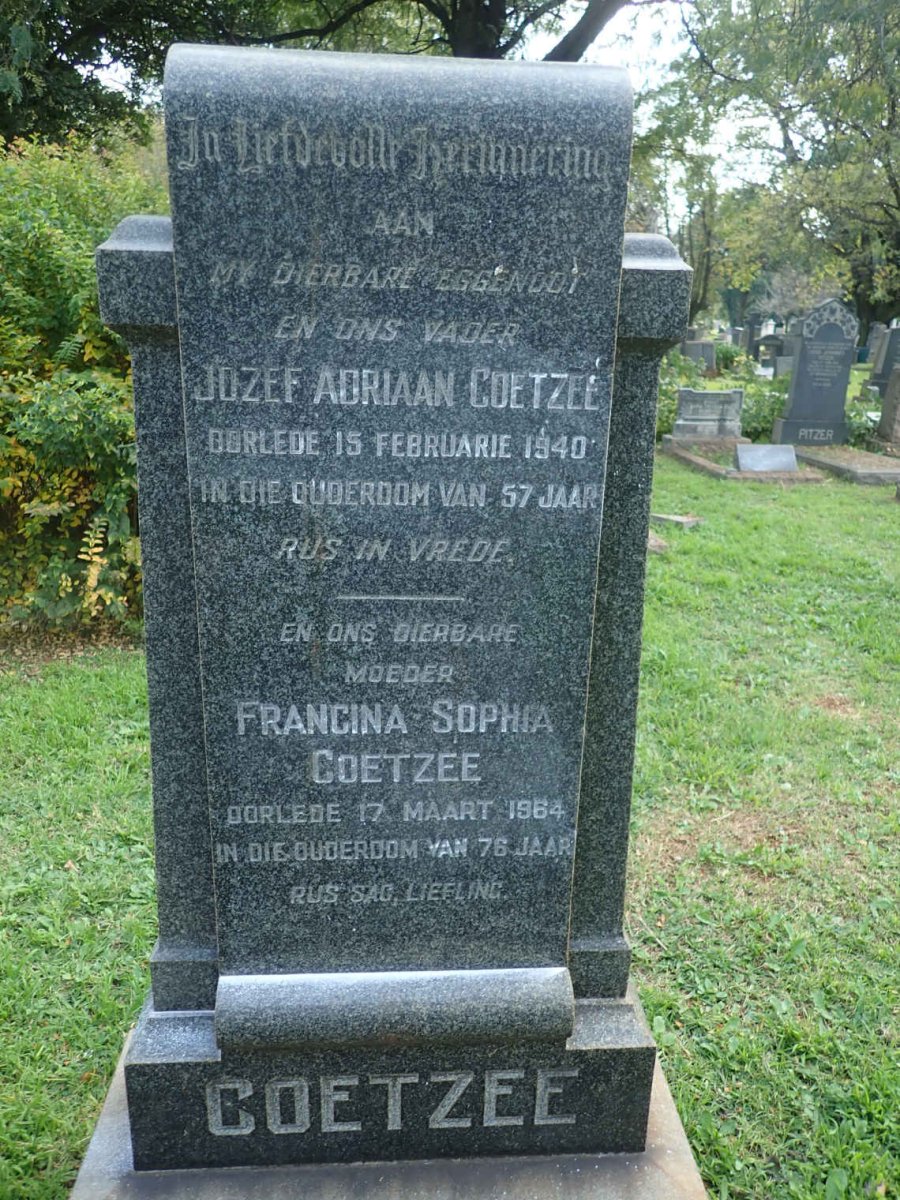 In Liefdevolle Herinnering
AAN
MY DIERBARE EGGENOOT
EN ONS VADER
JOZEF ADRIAAN COETZEE
OORLEDE 15 FEBRUARIE 1940
IN DIE OUDERDOM VAN 57 JAAR
RUS IN VREDE.
EN ONS DIERBARE
MOEDER
FRANCINA SOPHIA
COETZEE
OORLEDE 17 MAART 1964
IN DIE OUDERDOM VAN 76 JAAR
RUS SAG, LIEFLING.
COETZEE
PITZER